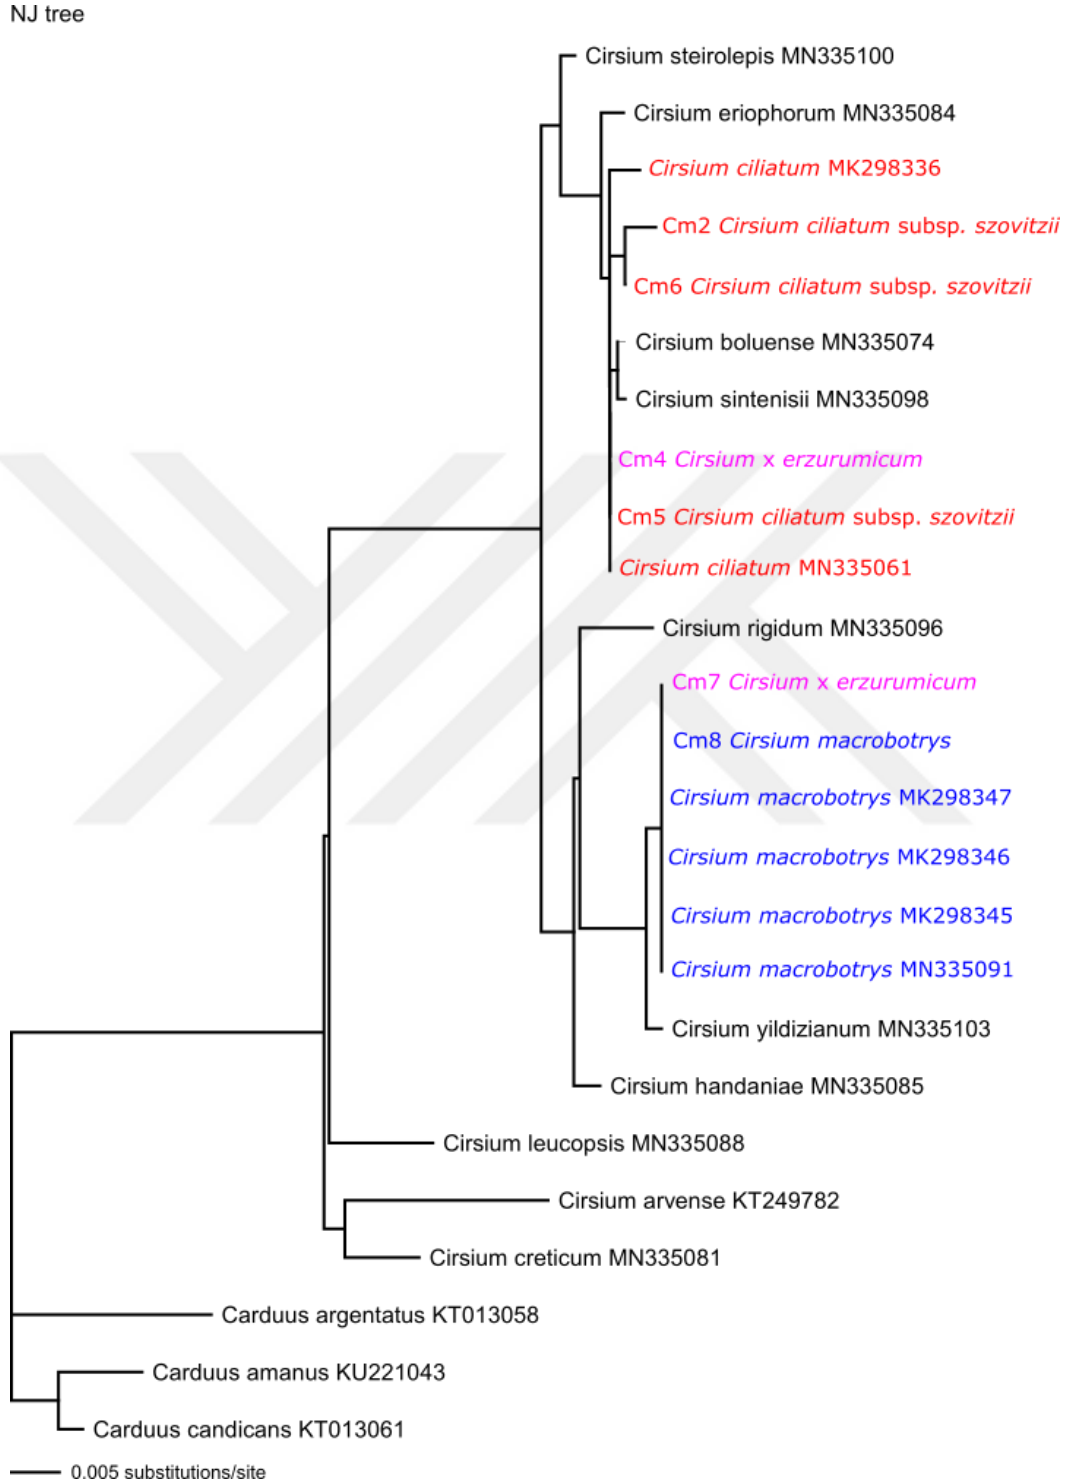 NJ tree
Cirsium steirolepis MN335100
Cirsium eriophorum MN335084
Cirsium ciliatum MK298336
Cm2 Cirsium ciliatum subsp. szovitzii
Cm6 Cirsium ciliatum subsp. szovitzii
Cirsium boluense MN335074
Cirsium sintenisii MN335098
Cm4 Cirsium x erzurumicum
Cm5 Cirsium ciliatum subsp. szovitzii
Cirsium ciliatum MN335061
Cirsium rigidum MN335096
Cm7 Cirsium x erzurumicum
Cm8 Cirsium macrobotrys
Cirsium macrobotrys MK298347
Cirsium macrobotrys MK298346
Cirsium macrobotrys MK298345
Cirsium macrobotrys MN335091
Cirsium yildizianum MN335103
Cirsium handaniae MN335085
Cirsium leucopsis MN335088
Cirsium arvense KT249782
Cirsium creticum MN335081
Carduus argentatus KT013058
Carduus amanus KU221043
Carduus candicans KT013061
0.005 substitutions/site